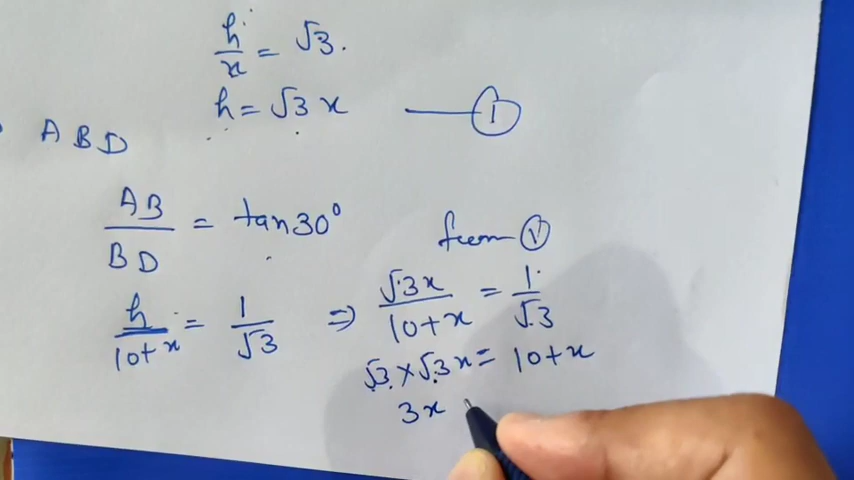 h/x = √3.
h = √3 x —— ①
ABD
AB/BD = tan30°
from ①
h/10+x = 1/√3 ⇒ √3x/10+x = 1/√3
√3 × √3x = 10+x
3x